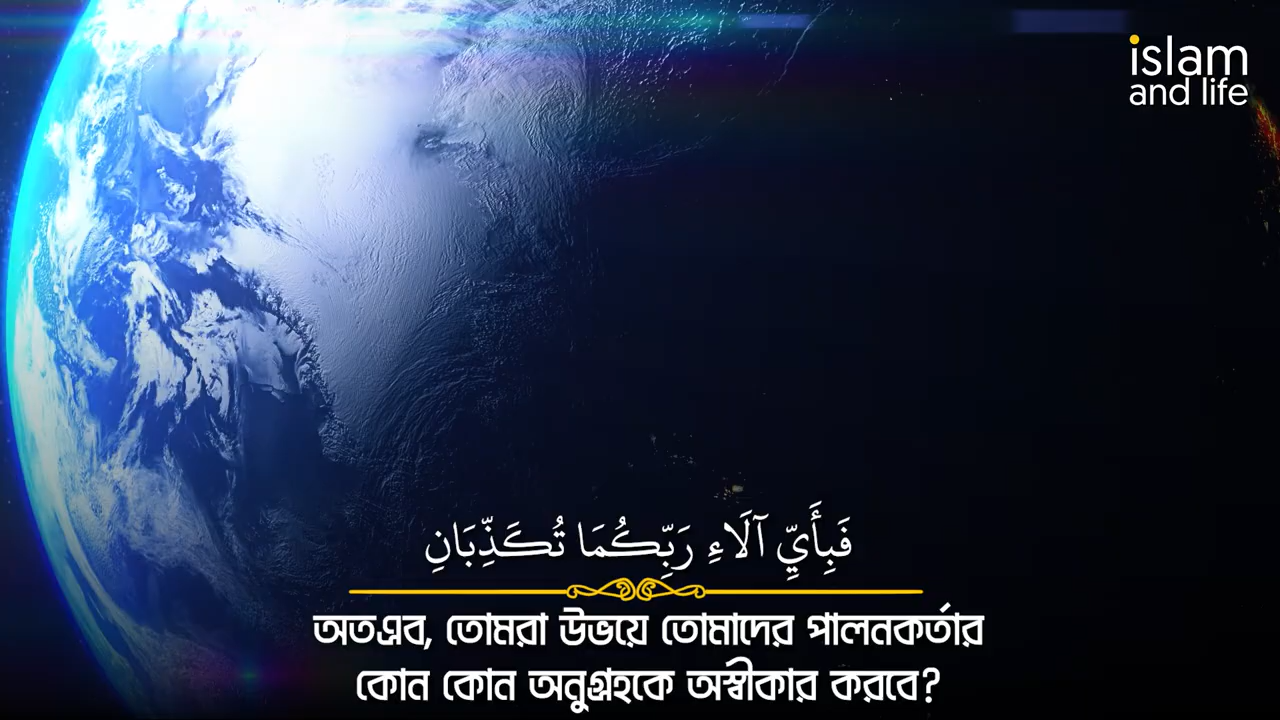 islam
and life
فَبِأَيِّ آلَاءِ رَبِّكُمَا تُكَذِّبَانِ
অতএব, তোমরা উভয়ে তোমাদের পালনকর্তার
কোন কোন অনুগ্রহকে অস্বীকার করবে?